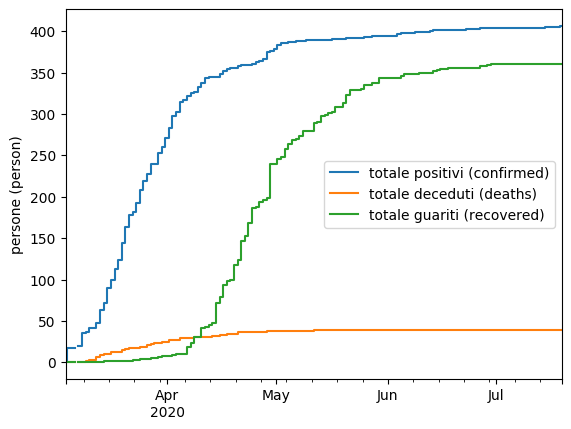 400
350
300
250
200
150
100
50
0
persone (person)
totale positivi (confirmed)
totale deceduti (deaths)
totale guariti (recovered)
Apr May Jun Jul
2020